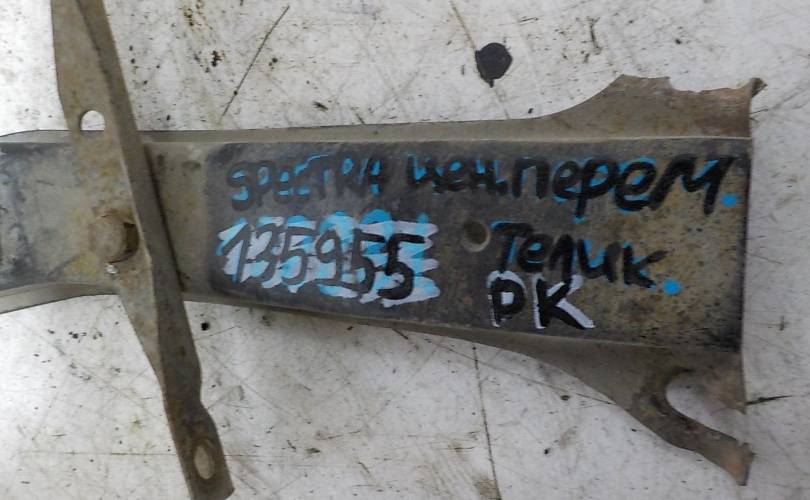 SPECTRA цен.перем.
135955 Телик.
РК